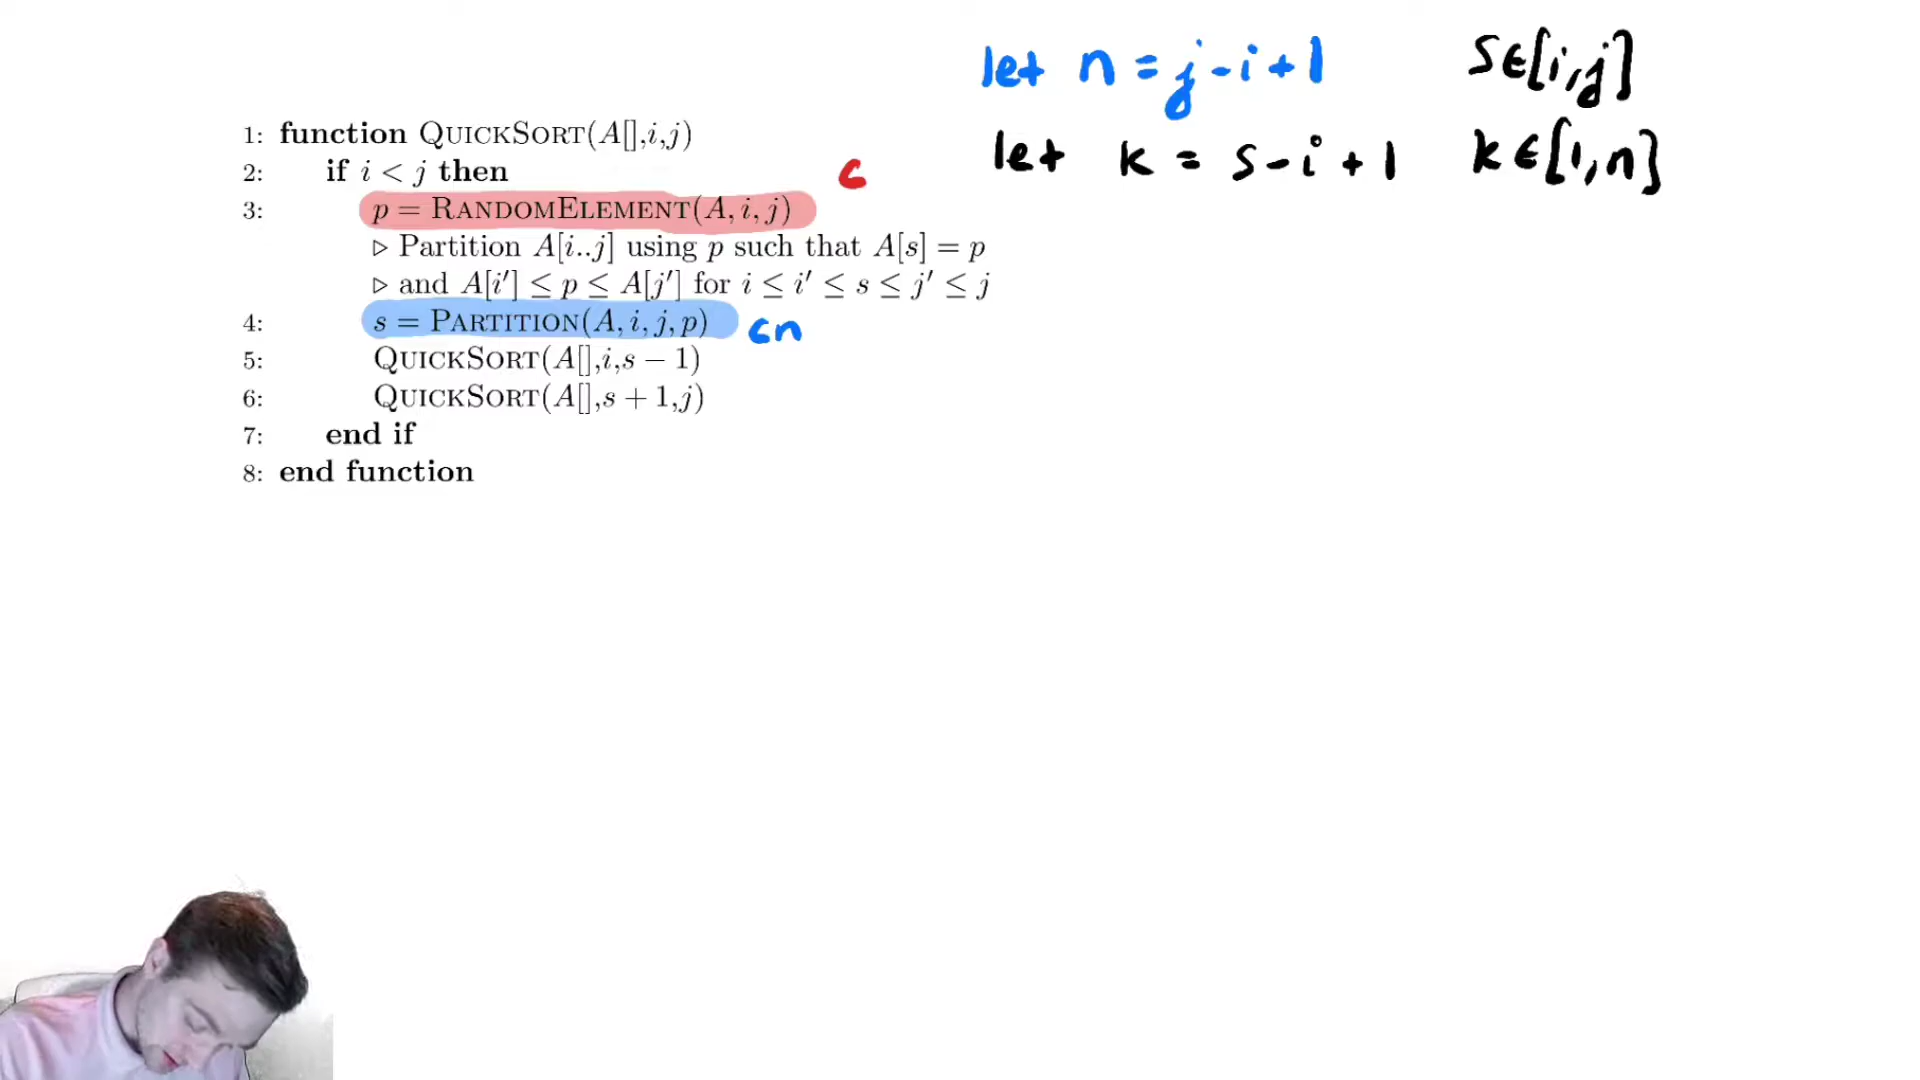 let n = j - i + 1 S∈[i,j]
let k = s - i + 1 k∈[1,n]
1: function QUICKSORT(A[],i,j)
2: if i < j then
c
3: p = RANDOMELEMENT(A, i, j)
▷ Partition A[i..j] using p such that A[s] = p
▷ and A[i′] ≤ p ≤ A[j′] for i ≤ i′ ≤ s ≤ j′ ≤ j
4: s = PARTITION(A, i, j, p) cn
5: QUICKSORT(A[],i,s − 1)
6: QUICKSORT(A[],s + 1,j)
7: end if
8: end function